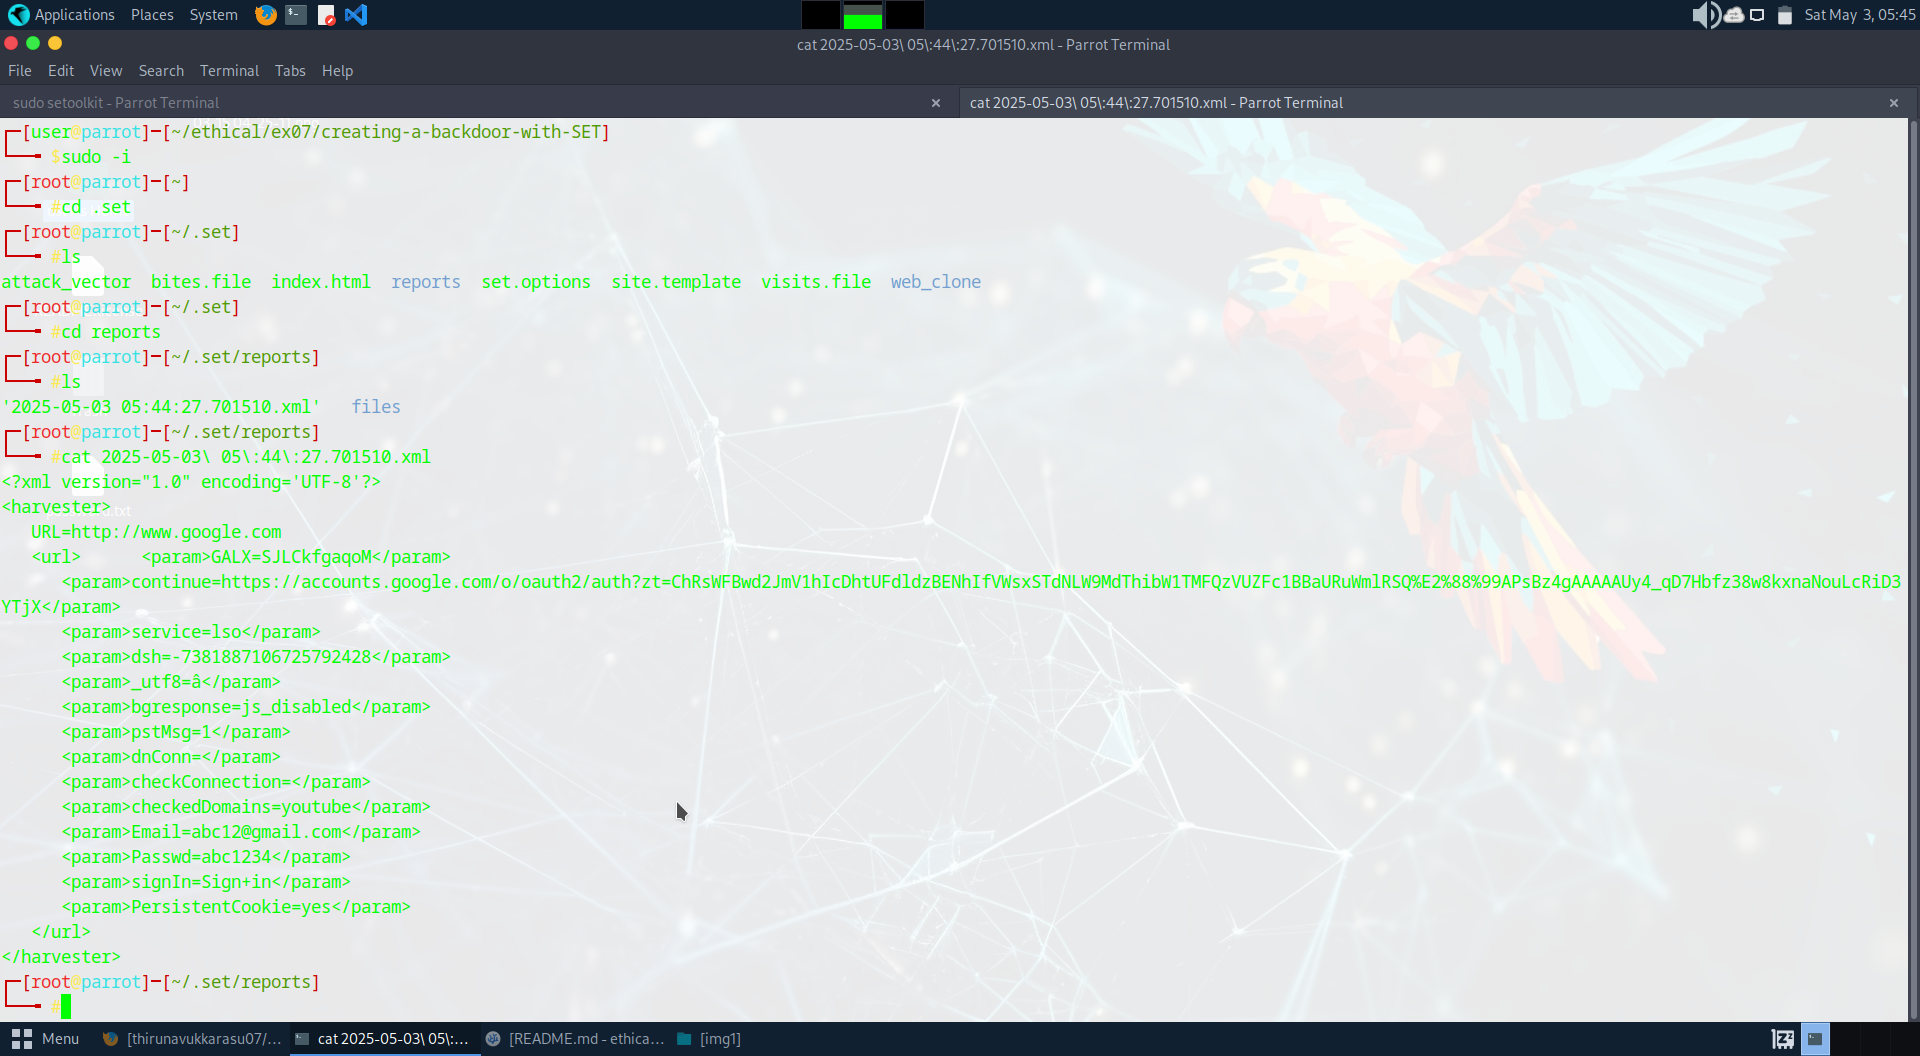 Applications Places System Sat May 3, 05:45
cat 2025-05-03\ 05\:44\:27.701510.xml - Parrot Terminal
File Edit View Search Terminal Tabs Help
sudo setoolkit - Parrot Terminal × cat 2025-05-03\ 05\:44\:27.701510.xml - Parrot Terminal ×
[user@parrot]-[~/ethical/ex07/creating-a-backdoor-with-SET]
$sudo -i
[root@parrot]-[~]
#cd .set
[root@parrot]-[~/.set]
#ls
attack_vector bites.file index.html reports set.options site.template visits.file web_clone
[root@parrot]-[~/.set]
#cd reports
[root@parrot]-[~/.set/reports]
#ls
'2025-05-03 05:44:27.701510.xml' files
[root@parrot]-[~/.set/reports]
#cat 2025-05-03\ 05\:44\:27.701510.xml
<?xml version="1.0" encoding='UTF-8'?>
<harvester>
URL=http://www.google.com
<url> <param>GALX=SJLCkfgaqoM</param>
<param>continue=https://accounts.google.com/o/oauth2/auth?zt=ChRsWFBwd2JmV1hIcDhtUFdldzBENhIfVWsxSTdNLW9MdThibW1TMFQzVUZFc1BBaURuWmlRSQ%E2%88%99APsBz4gAAAAAUy4_qD7Hbfz38w8kxnaNouLcRiD3
YTjX</param>
<param>service=lso</param>
<param>dsh=-7381887106725792428</param>
<param>_utf8=â</param>
<param>bgresponse=js_disabled</param>
<param>pstMsg=1</param>
<param>dnConn=</param>
<param>checkConnection=</param>
<param>checkedDomains=youtube</param>
<param>Email=abc12@gmail.com</param>
<param>Passwd=abc1234</param>
<param>signIn=Sign+in</param>
<param>PersistentCookie=yes</param>
</url>
</harvester>
[root@parrot]-[~/.set/reports]
#
Menu [thirunavukkarasu07/... cat 2025-05-03\ 05\:... [README.md - ethica... [img1]